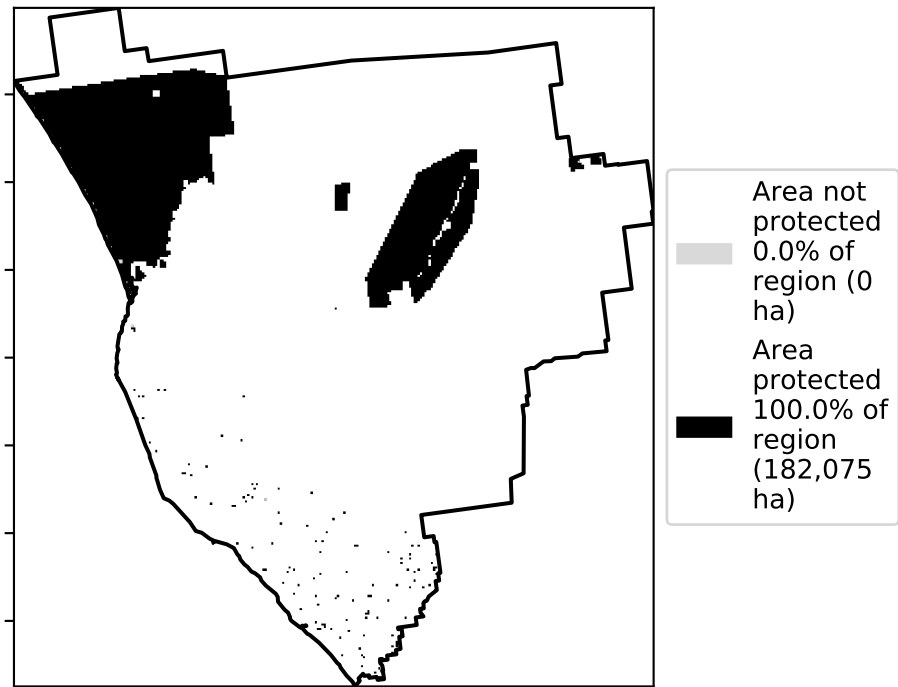 Area not
protected
0.0% of
region (0
ha)
Area
protected
100.0% of
region
(182,075
ha)